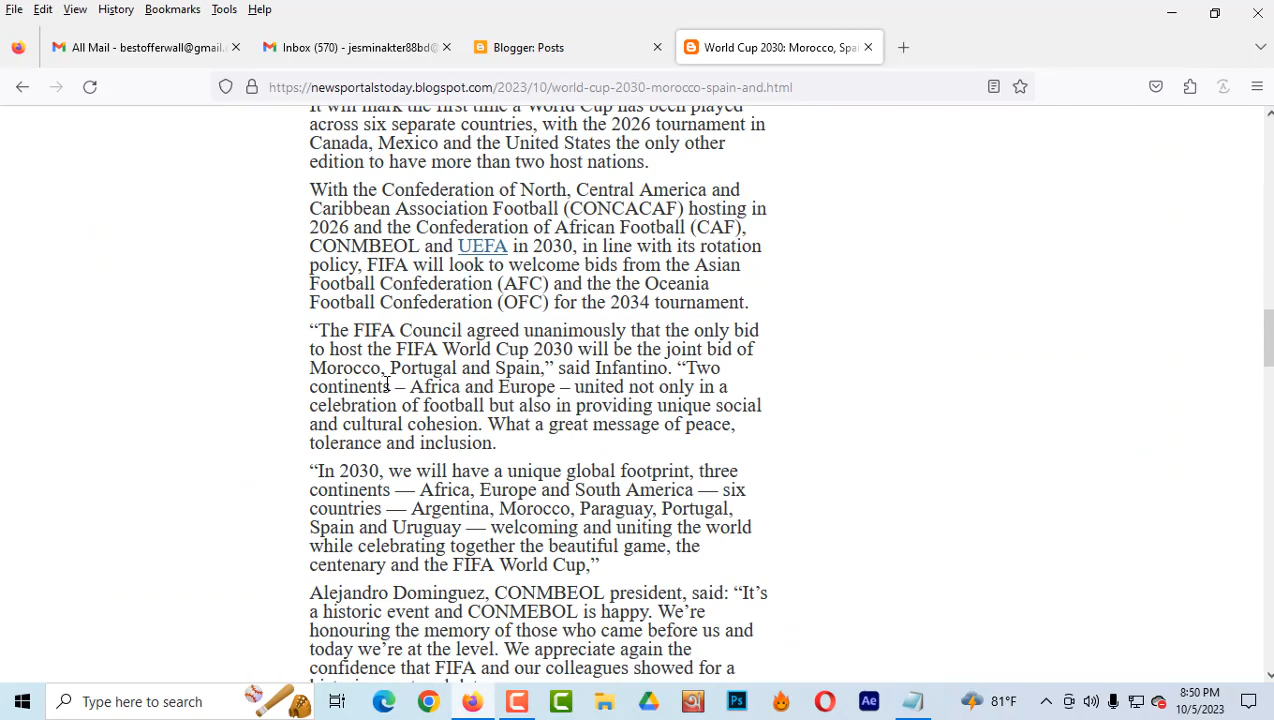 File Edit View History Bookmarks Tools Help
All Mail - bestofferwall@gmail.
Inbox (570) - jesminakter88bd@
Blogger: Posts
World Cup 2030: Morocco, Spa
https://newsportalstoday.blogspot.com/2023/10/world-cup-2030-morocco-spain-and.html
It will mark the first time a World Cup has been played
across six separate countries, with the 2026 tournament in
Canada, Mexico and the United States the only other
edition to have more than two host nations.
With the Confederation of North, Central America and
Caribbean Association Football (CONCACAF) hosting in
2026 and the Confederation of African Football (CAF),
CONMBEOL and UEFA in 2030, in line with its rotation
policy, FIFA will look to welcome bids from the Asian
Football Confederation (AFC) and the the Oceania
Football Confederation (OFC) for the 2034 tournament.
“The FIFA Council agreed unanimously that the only bid
to host the FIFA World Cup 2030 will be the joint bid of
Morocco, Portugal and Spain,” said Infantino. “Two
continents – Africa and Europe – united not only in a
celebration of football but also in providing unique social
and cultural cohesion. What a great message of peace,
tolerance and inclusion.
“In 2030, we will have a unique global footprint, three
continents — Africa, Europe and South America — six
countries — Argentina, Morocco, Paraguay, Portugal,
Spain and Uruguay — welcoming and uniting the world
while celebrating together the beautiful game, the
centenary and the FIFA World Cup,”
Alejandro Dominguez, CONMBEOL president, said: “It’s
a historic event and CONMEBOL is happy. We’re
honouring the memory of those who came before us and
today we’re at the level. We appreciate again the
confidence that FIFA and our colleagues showed for a
Type here to search
Ps
Ae
81°F
8:50 PM
10/5/2023